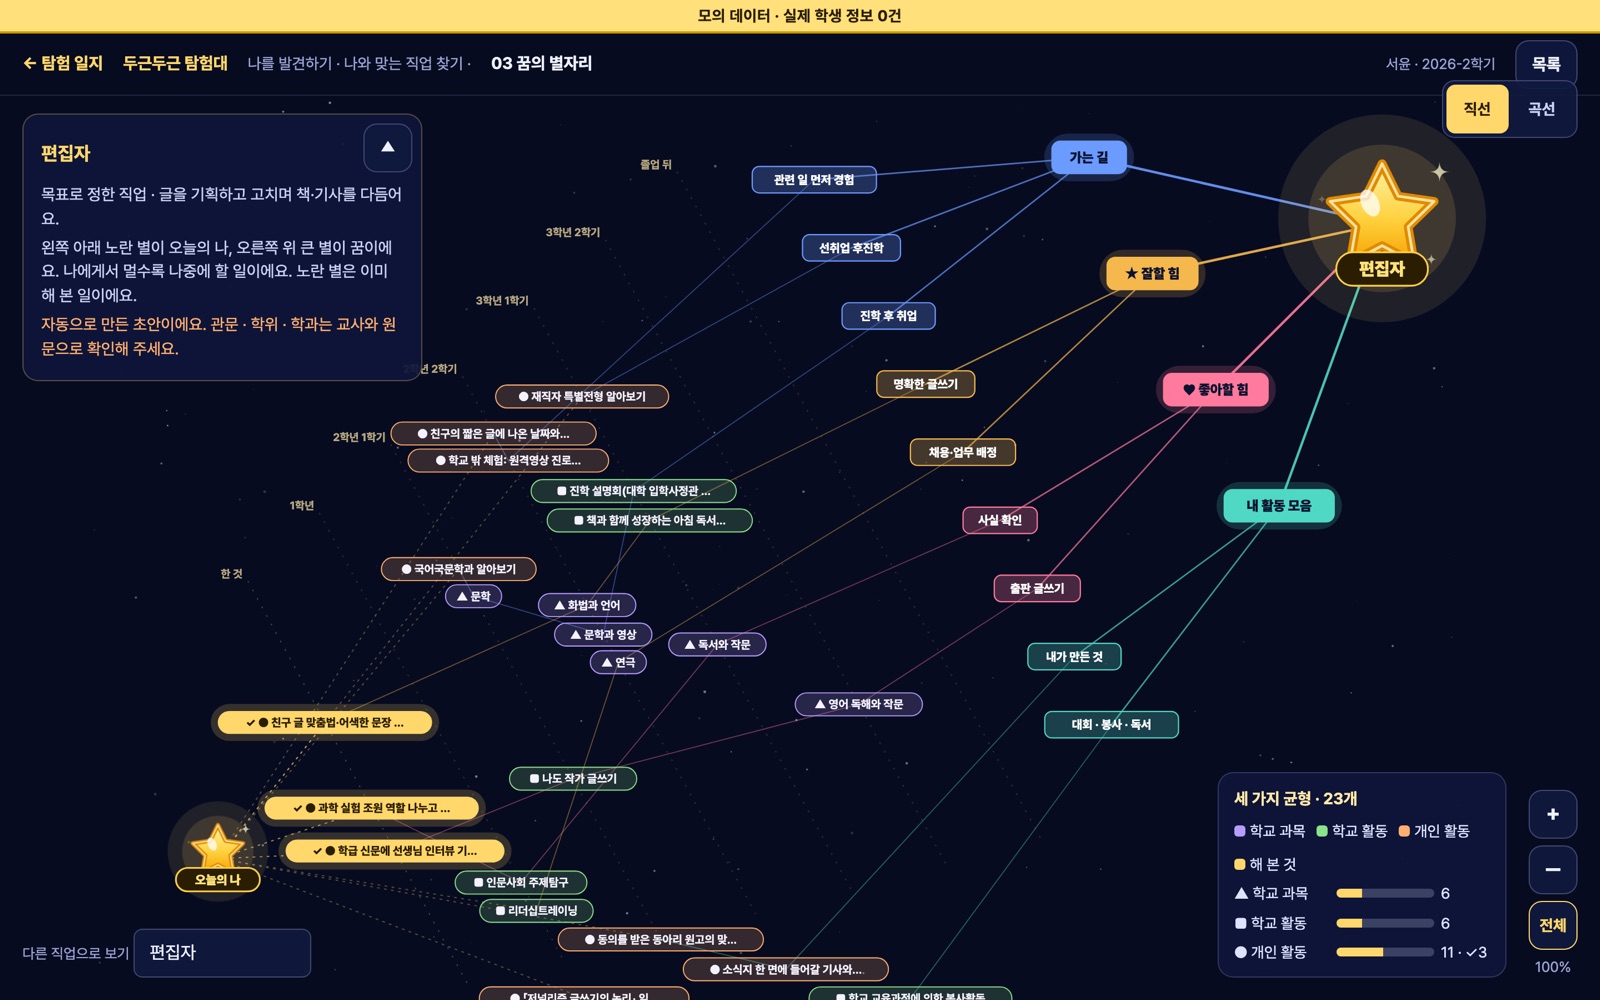 모의 데이터 · 실제 학생 정보 0건
← 탐험 일지 두근두근 탐험대 나를 발견하기 · 나와 맞는 직업 찾기 · 03 꿈의 별자리
서윤 · 2026-2학기
목록
직선 곡선
편집자
▲
목표로 정한 직업 · 글을 기획하고 고치며 책·기사를 다듬어
요.
왼쪽 아래 노란 별이 오늘의 나, 오른쪽 위 큰 별이 꿈이에
요. 나에게서 멀수록 나중에 할 일이에요. 노란 별은 이미
해 본 일이에요.
자동으로 만든 초안이에요. 관문 · 학위 · 학과는 교사와 원
문으로 확인해 주세요.
졸업 뒤
3학년 2학기
3학년 1학기
2학년 2학기
2학년 1학기
1학년
한 것
가는 길
관련 일 먼저 경험
선취업 후진학
진학 후 취업
편집자
★ 잘할 힘
명확한 글쓰기
채용·업무 배정
♥ 좋아할 힘
사실 확인
출판 글쓰기
내 활동 모음
내가 만든 것
대회 · 봉사 · 독서
● 재직자 특별전형 알아보기
● 친구의 짧은 글에 나온 날짜와...
● 학교 밖 체험: 원격영상 진로...
■ 진학 설명회(대학 입학사정관 ...
■ 책과 함께 성장하는 아침 독서...
● 국어국문학과 알아보기
▲ 문학
▲ 화법과 언어
▲ 문학과 영상
▲ 독서와 작문
▲ 연극
▲ 영어 독해와 작문
✓ ● 친구 글 맞춤법·어색한 문장 ...
■ 나도 작가 글쓰기
✓ ● 과학 실험 조원 역할 나누고 ...
✓ ● 학급 신문에 선생님 인터뷰 기...
오늘의 나
■ 인문사회 주제탐구
■ 리더십트레이닝
● 동의를 받은 동아리 원고의 맞...
● 소식지 한 면에 들어갈 기사와...
● 「저널리즘 글쓰기의 논리· 일
■ 학교 교육과정에 의한 봉사활동
다른 직업으로 보기 편집자
세 가지 균형 · 23개
학교 과목 학교 활동 개인 활동
해 본 것
▲ 학교 과목 6
■ 학교 활동 6
● 개인 활동 11 · ✓3
+
−
전체
100%